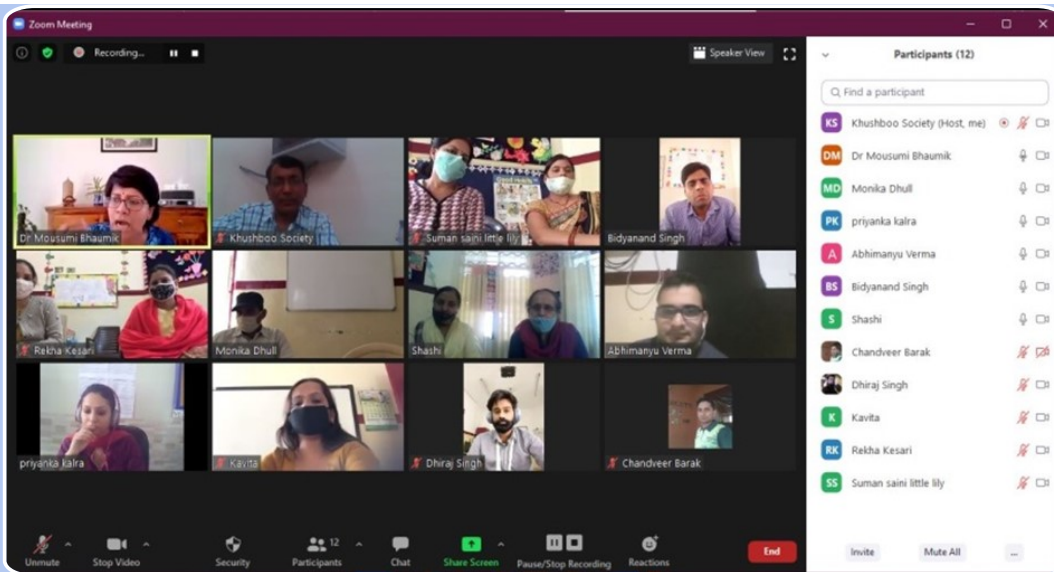 Zoom Meeting
Recording...
Speaker View
Participants (12)
Find a participant
Dr Mousumi Bhaumik
Khushboo Society
Suman saini little lily
Bidyanand Singh
Rekha Kesari
Monika Dhull
Shashi
Abhimanyu Verma
priyanka kalra
Kavita
Dhiraj Singh
Chandveer Barak
KS Khushboo Society (Host, me)
DM Dr Mousumi Bhaumik
MD Monika Dhull
PK priyanka kalra
A Abhimanyu Verma
BS Bidyanand Singh
S Shashi
Chandveer Barak
Dhiraj Singh
K Kavita
RK Rekha Kesari
SS Suman saini little lily
Unmute
Stop Video
Security
12
Participants
Chat
Share Screen
Pause/Stop Recording
Reactions
End
Invite
Mute All
...